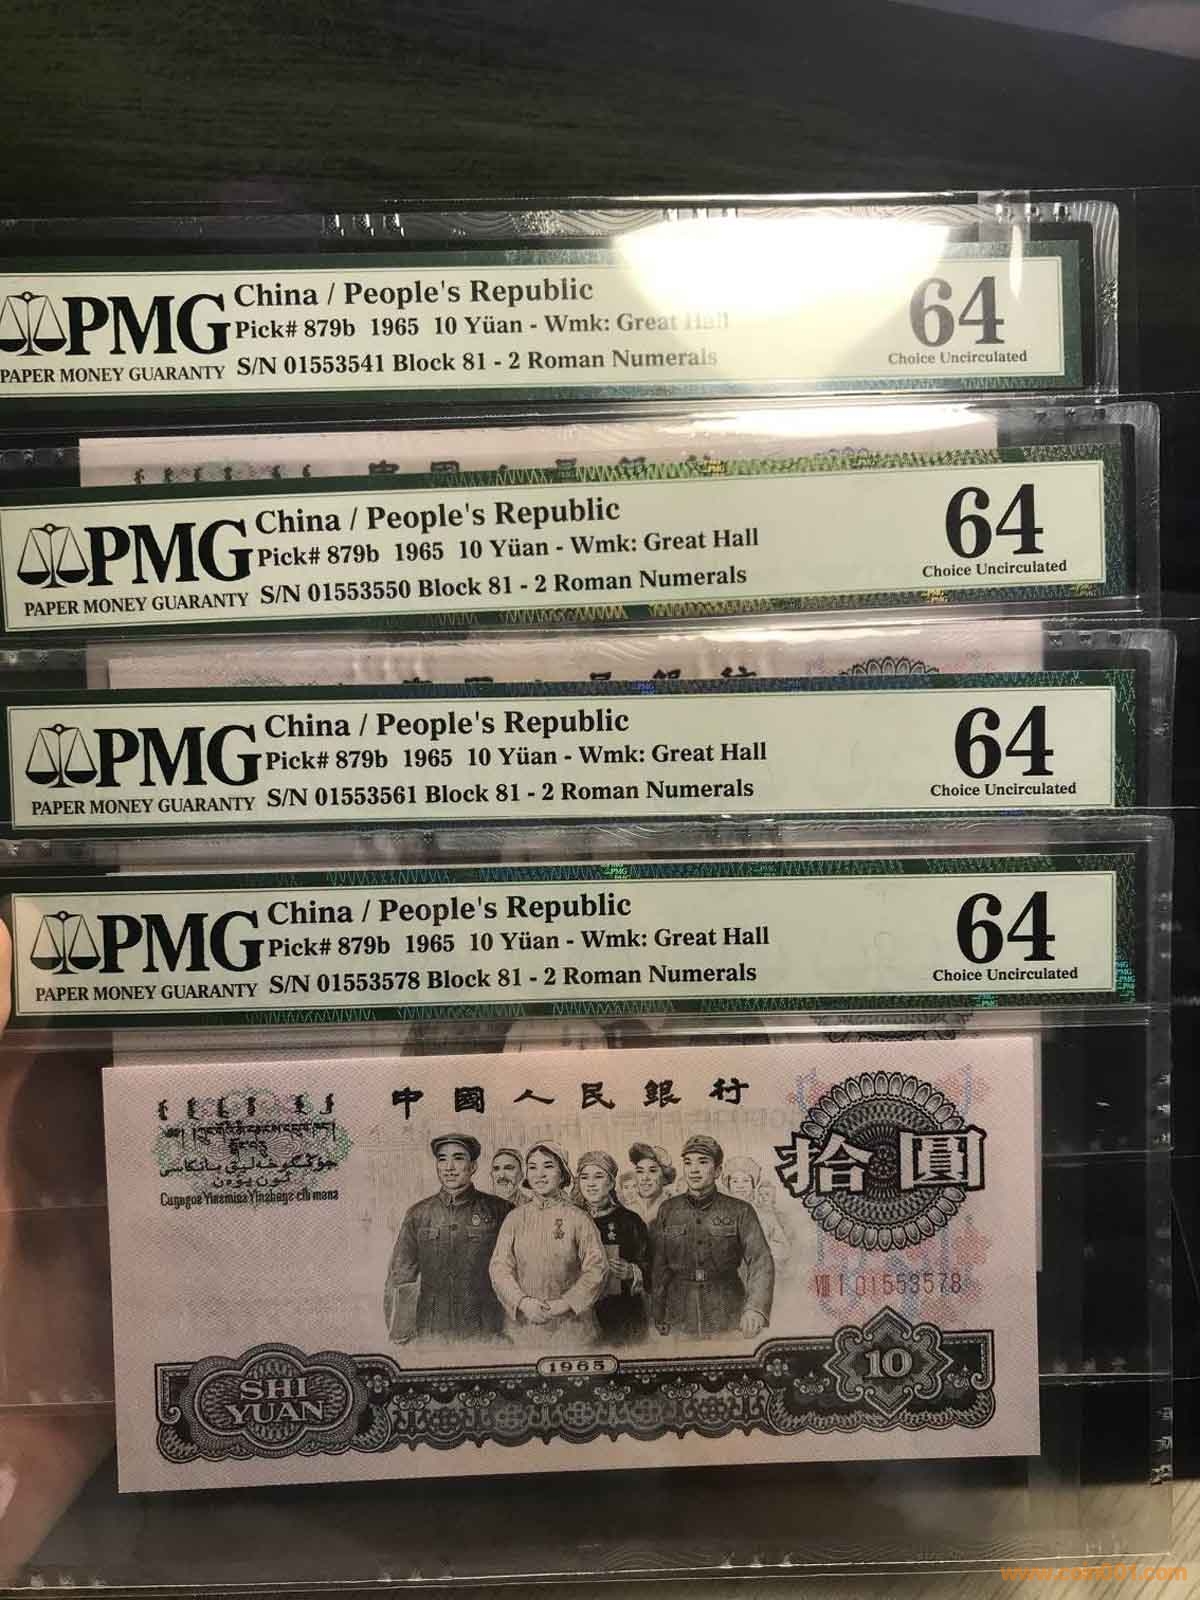 PMG
PAPER MONEY GUARANTY
China / People's Republic
Pick# 879b 1965 10 Yüan - Wmk: Great Hall
S/N 01553541 Block 81 - 2 Roman Numerals
64
Choice Uncirculated
PMG
PAPER MONEY GUARANTY
China / People's Republic
Pick# 879b 1965 10 Yüan - Wmk: Great Hall
S/N 01553550 Block 81 - 2 Roman Numerals
64
Choice Uncirculated
PMG
PAPER MONEY GUARANTY
China / People's Republic
Pick# 879b 1965 10 Yüan - Wmk: Great Hall
S/N 01553561 Block 81 - 2 Roman Numerals
64
Choice Uncirculated
PMG
PAPER MONEY GUARANTY
China / People's Republic
Pick# 879b 1965 10 Yüan - Wmk: Great Hall
S/N 01553578 Block 81 - 2 Roman Numerals
64
Choice Uncirculated
中國人民銀行
拾圓
VIII I 01553578
1965
SHI
YUAN
10